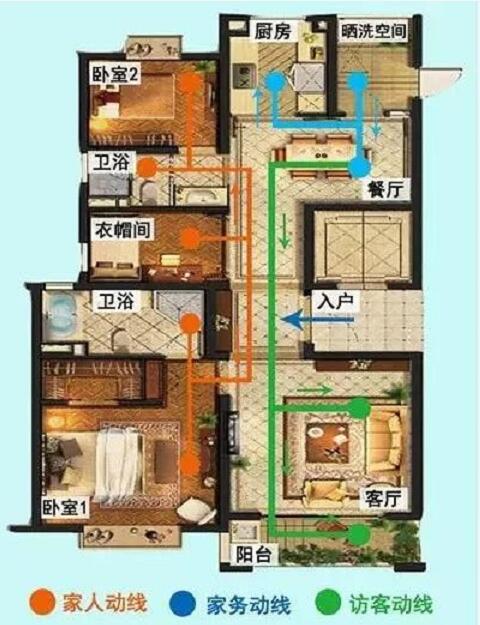 厨房
晒洗空间
卧室2
卫浴
餐厅
衣帽间
卫浴
入户
卧室1
客厅
阳台
家人动线 家务动线 访客动线